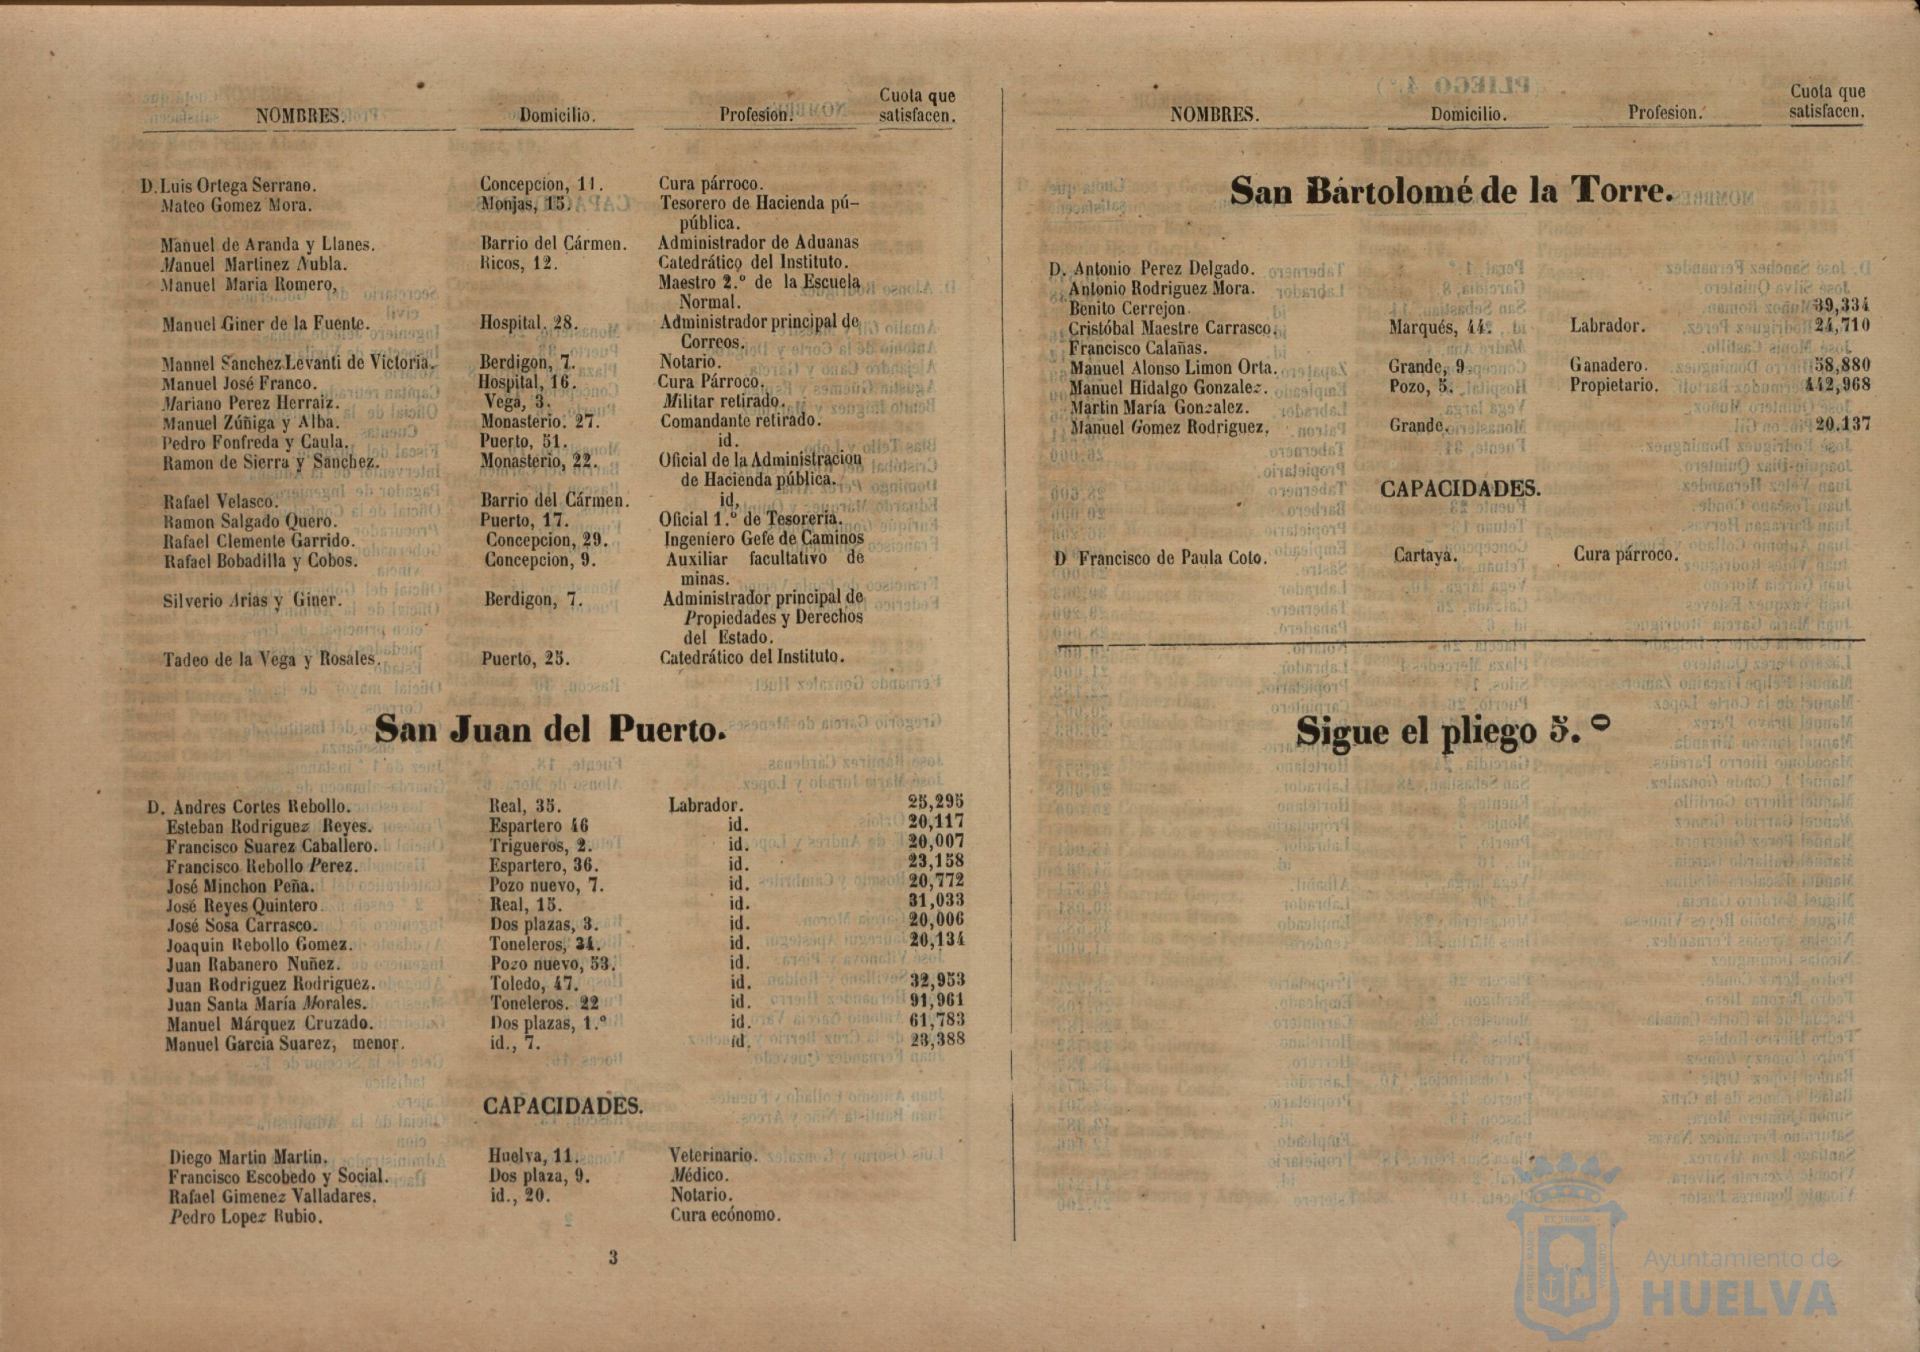 NOMBRES. Domicilio. Profesion. Cuota que satisfacen.
D. Luis Ortega Serrano. Concepcion, 11. Cura párroco.
Mateo Gomez Mora. Monjas, 15. Tesorero de Hacienda pú-
pública.
Manuel de Aranda y Llanes. Barrio del Cármen. Administrador de Aduanas
Manuel Martinez Nubla. Ricos, 12. Catedrático del Instituto.
Manuel Maria Romero, Maestro 2.º de la Escuela
Normal.
Manuel Giner de la Fuente. Hospital. 28. Administrador principal de
Correos.
Mannel Sanchez Levanti de Victoria. Berdigon, 7. Notario.
Manuel José Franco. Hospital, 16. Cura Párroco.
Mariano Perez Herraiz. Vega, 3. Militar retirado.
Manuel Zúñiga y Alba. Monasterio. 27. Comandante retirado.
Pedro Fonfreda y Caula. Puerto, 51. id.
Ramon de Sierra y Sanchez. Monasterio, 22. Oficial de la Administracion
de Hacienda pública.
Rafael Velasco. Barrio del Cármen. id,
Ramon Salgado Quero. Puerto, 17. Oficial 1.º de Tesorería.
Rafael Clemente Garrido. Concepcion, 29. Ingeniero Gefe de Caminos
Rafael Bobadilla y Cobos. Concepcion, 9. Auxiliar facultativo de
minas.
Silverio Arias y Giner. Berdigon, 7. Administrador principal de
Propiedades y Derechos
del Estado.
Tadeo de la Vega y Rosales. Puerto, 25. Catedrático del Instituto.
San Juan del Puerto.
D. Andres Cortes Rebollo. Real, 35. Labrador. 25,295
Esteban Rodriguez Reyes. Espartero 46 id. 20,117
Francisco Suarez Caballero. Trigueros, 2. id. 20,007
Francisco Rebollo Perez. Espartero, 36. id. 23,158
José Minchon Peña. Pozo nuevo, 7. id. 20,772
José Reyes Quintero. Real, 15. id. 31,033
José Sosa Carrasco. Dos plazas, 3. id. 20,006
Joaquin Rebollo Gomez. Toneleros, 34. id. 20,134
Juan Rabanero Nuñez. Pozo nuevo, 53. id.
Juan Rodriguez Rodriguez. Toledo, 47. id. 32,953
Juan Santa María Morales. Toneleros. 22 id. 91,961
Manuel Márquez Cruzado. Dos plazas, 1.º id. 61,783
Manuel Garcia Suarez, menor. id., 7. id. 23,388
CAPACIDADES.
Diego Martin Martin. Huelva, 11. Veterinario.
Francisco Escobedo y Social. Dos plaza, 9. Médico.
Rafael Gimenez Valladares. id., 20. Notario.
Pedro Lopez Rubio. Cura ecónomo.
3
NOMBRES. Domicilio. Profesion. Cuota que satisfacen.
San Bartolomé de la Torre.
D. Antonio Perez Delgado.
Antonio Rodriguez Mora.
Benito Cerrejon. 39,334
Cristóbal Maestre Carrasco. Marqués, 44. Labrador. 24,710
Francisco Calañas.
Manuel Alonso Limon Orta. Grande, 9 Ganadero. 58,880
Manuel Hidalgo Gonzalez. Pozo, 5. Propietario. 442,968
Martin María Gonzalez.
Manuel Gomez Rodriguez. Grande. 20.137
CAPACIDADES.
D Francisco de Paula Coto. Cartaya. Cura párroco.
Sigue el pliego 5.º
Ayuntamiento de
HUELVA